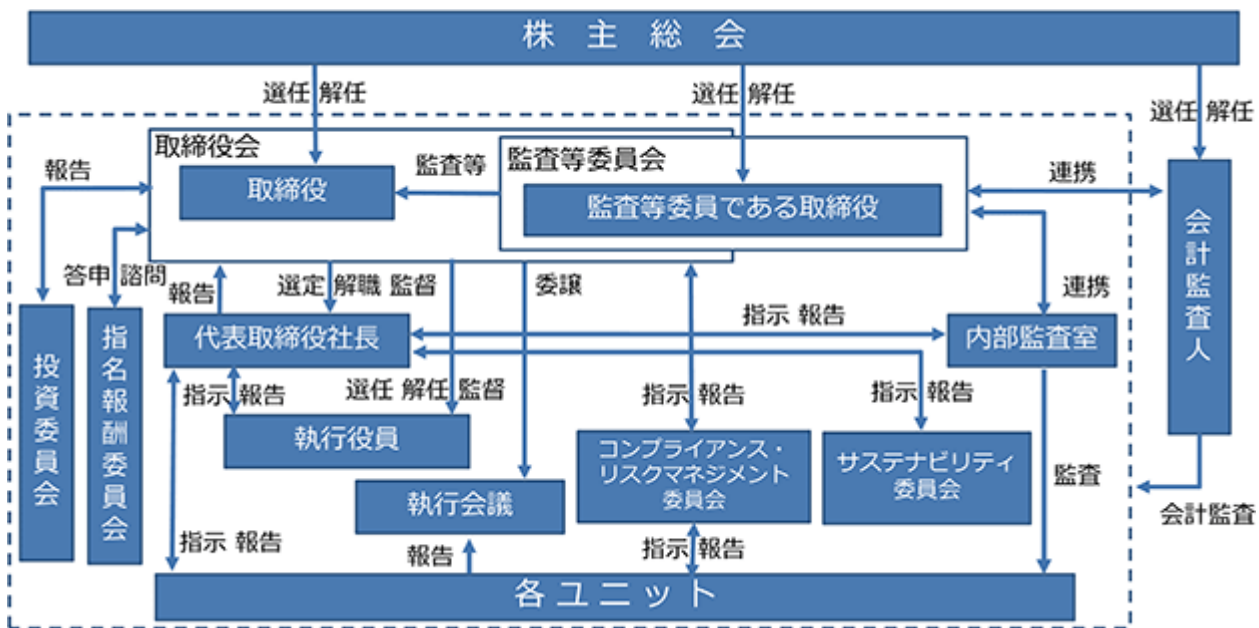 株主総会
選任 解任
選任 解任
選任 解任
取締役会
監査等委員会
報告
監査等
連携
取締役
監査等委員である取締役
会計監査人
答申 諮問
報告
選定 解職 監督
委譲
連携
指示 報告
投資委員会
指名報酬委員会
代表取締役社長
内部監査室
指示 報告
選任 解任 監督
指示 報告
指示 報告
執行役員
コンプライアンス・
リスクマネジメント
委員会
サステナビリティ
委員会
監査
執行会議
会計監査
指示 報告
報告
指示 報告
各ユニット